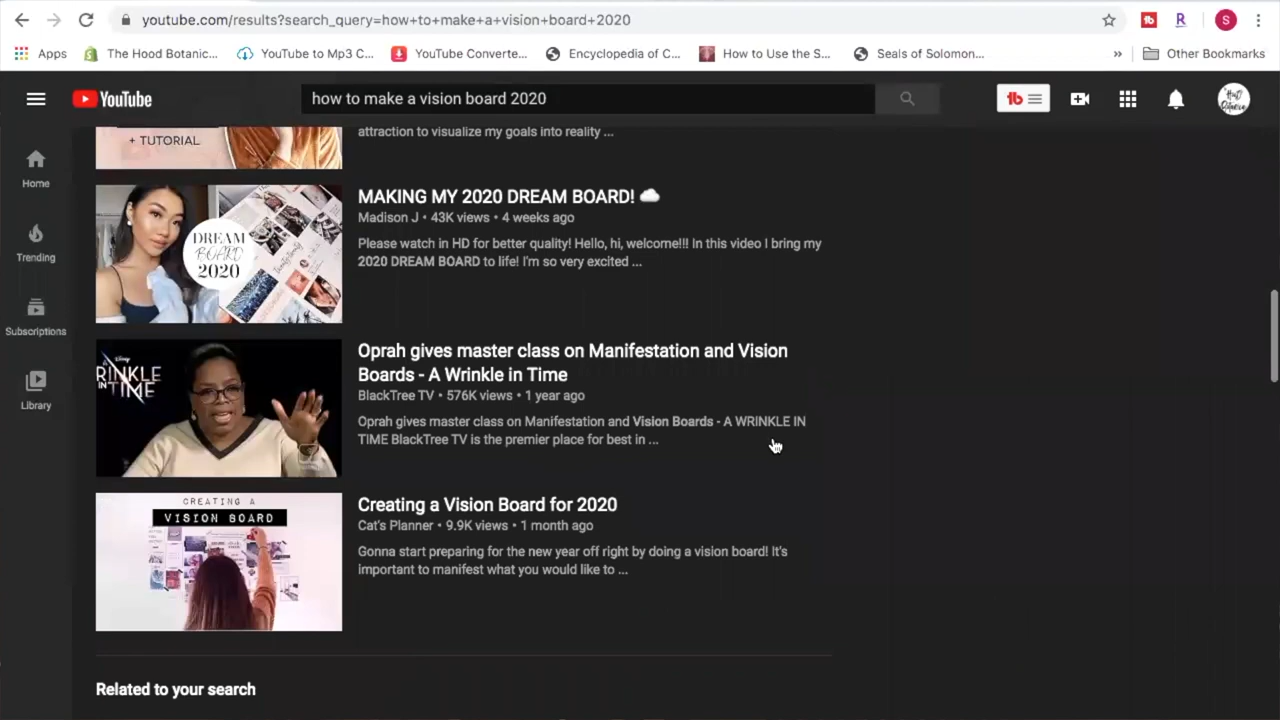 youtube.com/results?search_query=how+to+make+a+vision+board+2020
S
Apps
The Hood Botanic...
YouTube to Mp3 C...
YouTube Converte...
Encyclopedia of C...
How to Use the S...
Seals of Solomon...
»
Other Bookmarks
YouTube
how to make a vision board 2020
Home
Trending
Subscriptions
Library
+ TUTORIAL
attraction to visualize my goals into reality ...
DREAM
BOARD
2020
MAKING MY 2020 DREAM BOARD! ☁️
Madison J • 43K views • 4 weeks ago
Please watch in HD for better quality! Hello, hi, welcome!!! In this video I bring my
2020 DREAM BOARD to life! I'm so very excited ...
Disney
RINKLE
IN TIME
Oprah gives master class on Manifestation and Vision
Boards - A Wrinkle in Time
BlackTree TV • 576K views • 1 year ago
Oprah gives master class on Manifestation and Vision Boards - A WRINKLE IN
TIME BlackTree TV is the premier place for best in ...
CREATING A
VISION BOARD
Creating a Vision Board for 2020
Cat's Planner • 9.9K views • 1 month ago
Gonna start preparing for the new year off right by doing a vision board! It's
important to manifest what you would like to ...
Related to your search